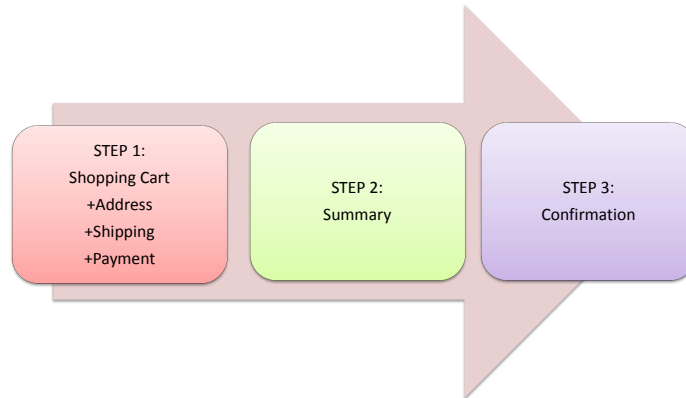 STEP 1:
Shopping Cart
+Address
+Shipping
+Payment
STEP 2:
Summary
STEP 3:
Confirmation